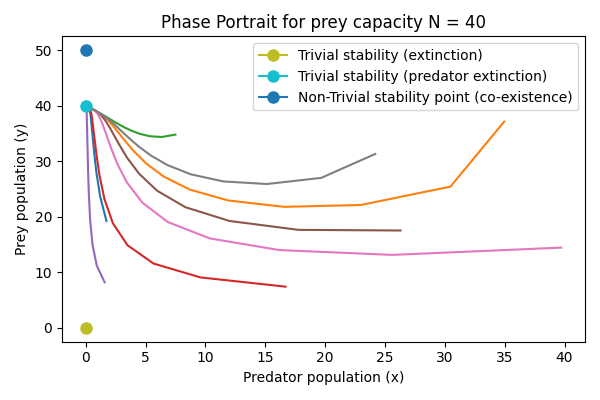 Phase Portrait for prey capacity N = 40
Trivial stability (extinction)
Trivial stability (predator extinction)
Non-Trivial stability point (co-existence)
Prey population (y)
50
40
30
20
10
0
0
5
10
15
20
25
30
35
40
Predator population (x)